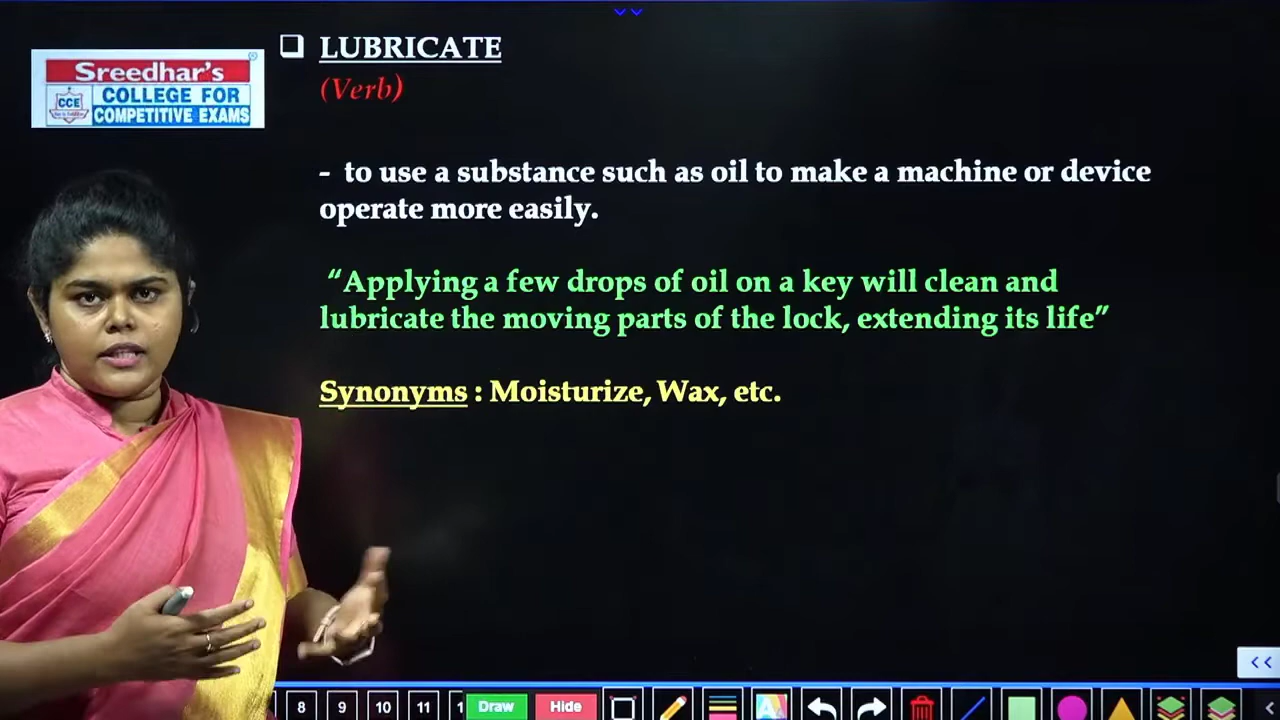 Sreedhar's
CCE
COLLEGE FOR
COMPETITIVE EXAMS
❑ LUBRICATE
(Verb)
- to use a substance such as oil to make a machine or device
operate more easily.
“Applying a few drops of oil on a key will clean and
lubricate the moving parts of the lock, extending its life”
Synonyms : Moisturize, Wax, etc.
<<
8 9 10 11 1 Draw Hide A